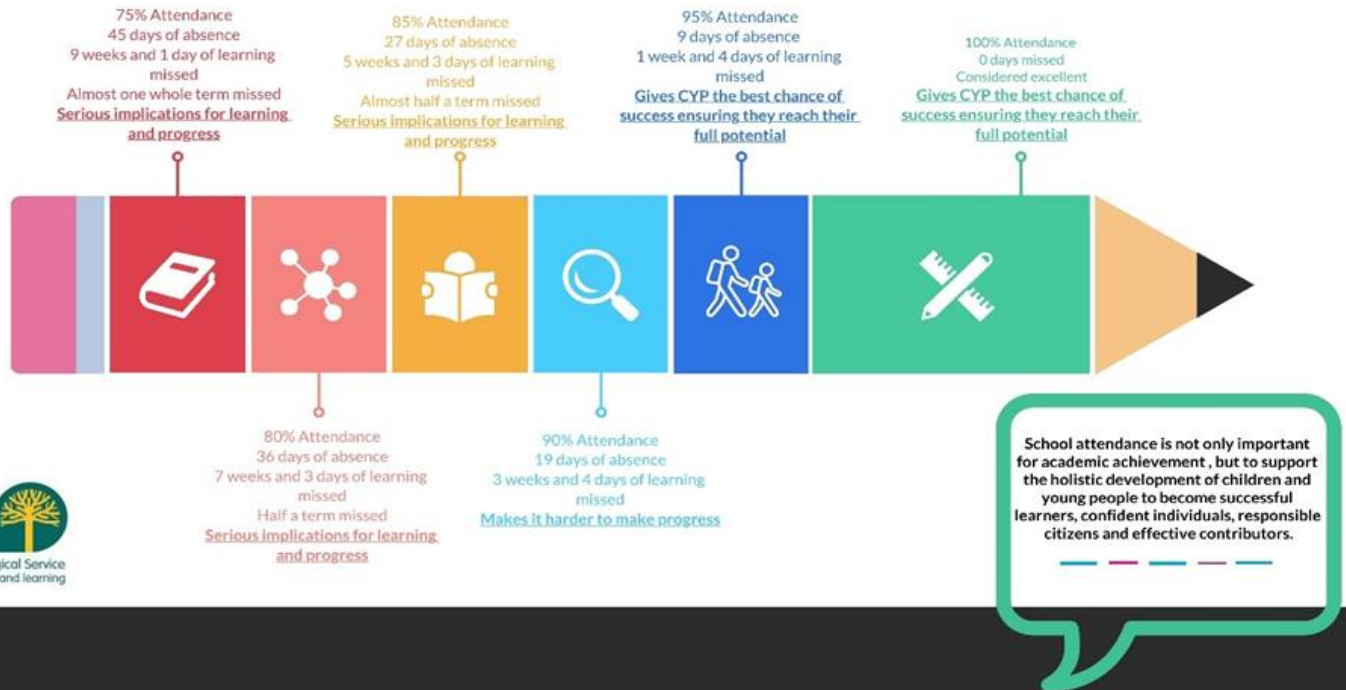 75% Attendance
45 days of absence
9 weeks and 1 day of learning
missed
Almost one whole term missed
Serious implications for learning
and progress
85% Attendance
27 days of absence
5 weeks and 3 days of learning
missed
Almost half a term missed
Serious implications for learning
and progress
95% Attendance
9 days of absence
1 week and 4 days of learning
missed
Gives CYP the best chance of
success ensuring they reach their
full potential
100% Attendance
0 days missed
Considered excellent
Gives CYP the best chance of
success ensuring they reach their
full potential
80% Attendance
36 days of absence
7 weeks and 3 days of learning
missed
Half a term missed
Serious implications for learning
and progress
90% Attendance
19 days of absence
3 weeks and 4 days of learning
missed
Makes it harder to make progress
School attendance is not only important
for academic achievement , but to support
the holistic development of children and
young people to become successful
learners, confident individuals, responsible
citizens and effective contributors.
gical Service
and learning